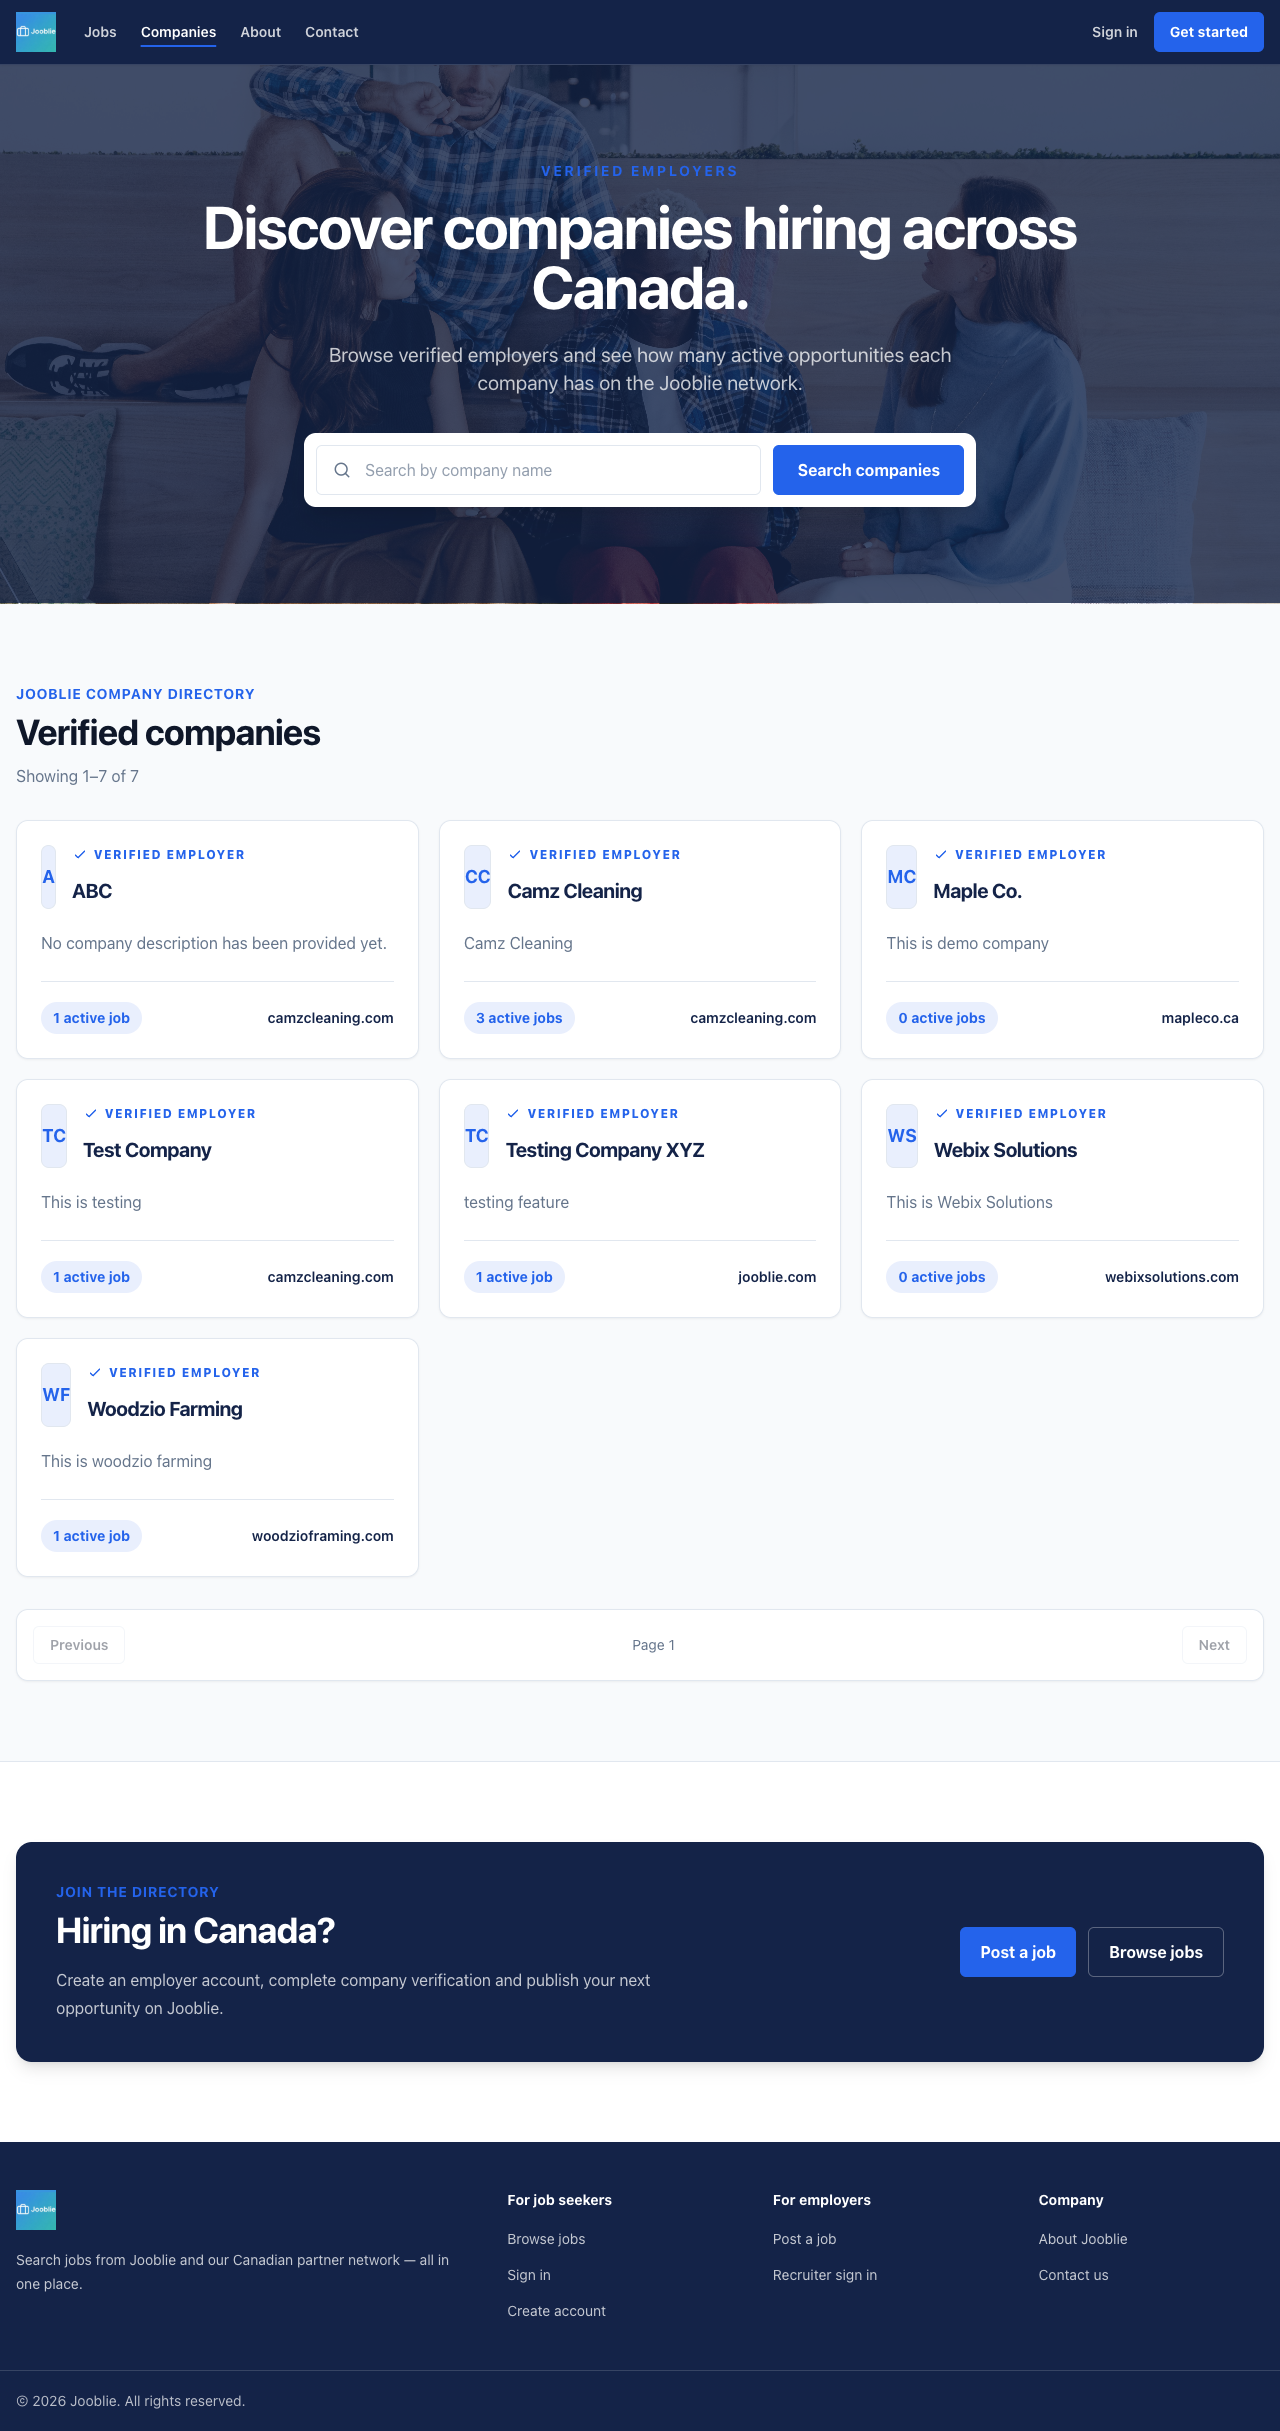 Jooblie
Jobs
Companies
About
Contact
Sign in
Get started
VERIFIED EMPLOYERS
Discover companies hiring across
Canada.
Browse verified employers and see how many active opportunities each
company has on the Jooblie network.
Search by company name
Search companies
JOOBLIE COMPANY DIRECTORY
Verified companies
Showing 1–7 of 7
A
VERIFIED EMPLOYER
ABC
No company description has been provided yet.
1 active job
camzcleaning.com
CC
VERIFIED EMPLOYER
Camz Cleaning
Camz Cleaning
3 active jobs
camzcleaning.com
MC
VERIFIED EMPLOYER
Maple Co.
This is demo company
0 active jobs
mapleco.ca
TC
VERIFIED EMPLOYER
Test Company
This is testing
1 active job
camzcleaning.com
TC
VERIFIED EMPLOYER
Testing Company XYZ
testing feature
1 active job
jooblie.com
WS
VERIFIED EMPLOYER
Webix Solutions
This is Webix Solutions
0 active jobs
webixsolutions.com
WF
VERIFIED EMPLOYER
Woodzio Farming
This is woodzio farming
1 active job
woodzioframing.com
Previous
Page 1
Next
JOIN THE DIRECTORY
Hiring in Canada?
Create an employer account, complete company verification and publish your next
opportunity on Jooblie.
Post a job
Browse jobs
Jooblie
Search jobs from Jooblie and our Canadian partner network — all in
one place.
For job seekers
Browse jobs
Sign in
Create account
For employers
Post a job
Recruiter sign in
Company
About Jooblie
Contact us
© 2026 Jooblie. All rights reserved.